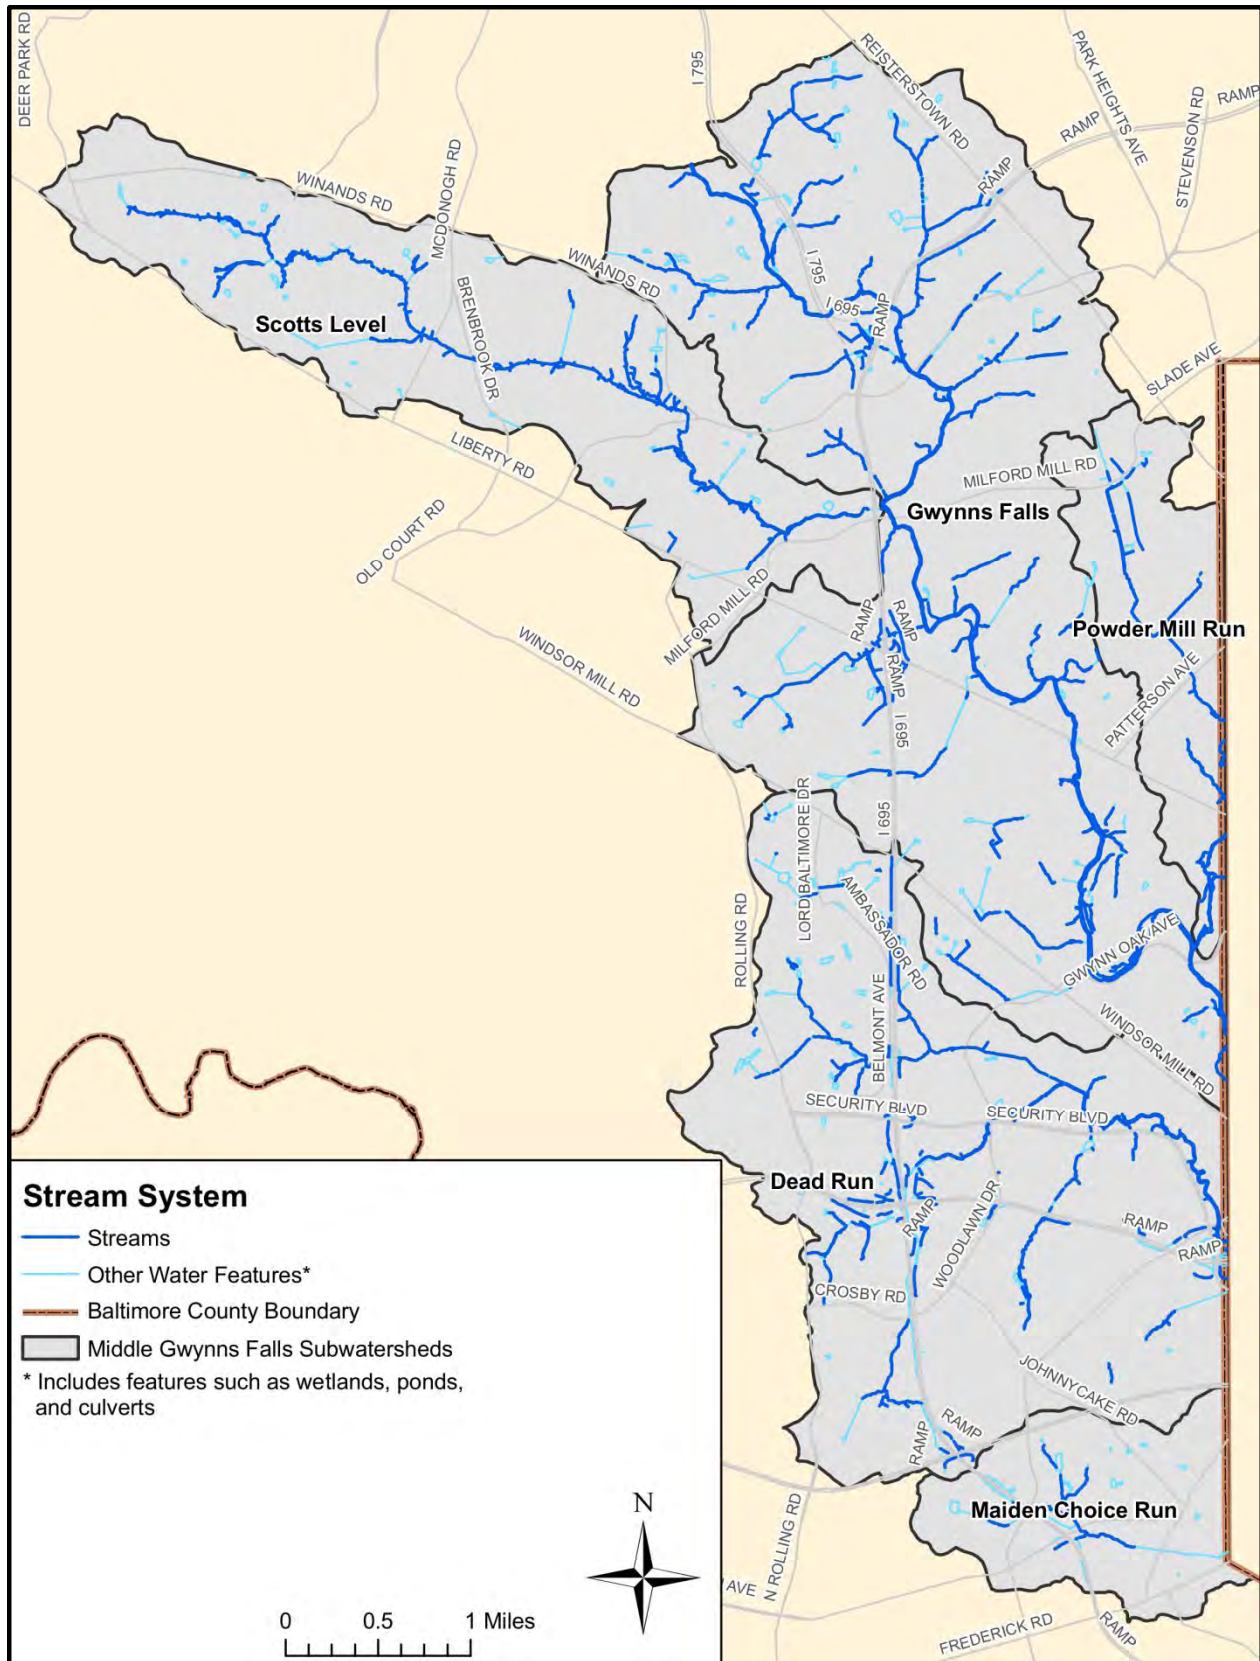 DEER PARK RD
I 795
REISTERSTOWN RD
PARK HEIGHTS AVE
STEVENSON RD
RAMP
RAMP
RAMP
WINANDS RD
MCDONOGH RD
WINANDS RD
I 795
I 695
RAMP
BRENBROOK DR
Scotts Level
SLADE AVE
LIBERTY RD
MILFORD MILL RD
Gwynns Falls
OLD COURT RD
MILFORD MILL RD
RAMP
RAMP
RAMP
Powder Mill Run
WINDSOR MILL RD
PATTERSON AVE
I 695
LORD BALTIMORE DR
I 695
AMBASSADOR RD
ROLLING RD
GWYNN OAK AVE
BELMONT AVE
WINDSOR MILL RD
SECURITY BLVD
SECURITY BLVD
Dead Run
RAMP
WOODLAWN DR
RAMP
RAMP
CROSBY RD
JOHNNYCAKE RD
RAMP
RAMP
Maiden Choice Run
N ROLLING RD
AVE
FREDERICK RD
RAMP
Stream System
Streams
Other Water Features*
Baltimore County Boundary
Middle Gwynns Falls Subwatersheds
* Includes features such as wetlands, ponds,
and culverts
N
0 0.5 1 Miles